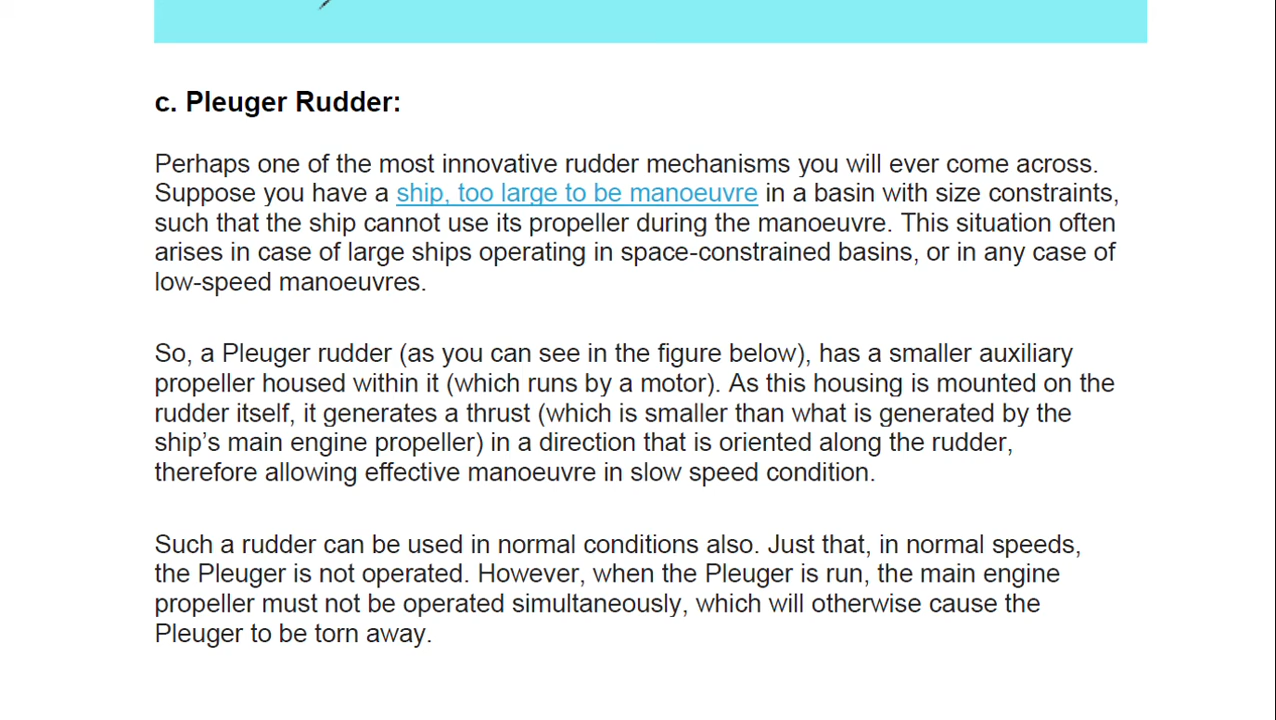 c. Pleuger Rudder:
Perhaps one of the most innovative rudder mechanisms you will ever come across.
Suppose you have a ship, too large to be manoeuvre in a basin with size constraints,
such that the ship cannot use its propeller during the manoeuvre. This situation often
arises in case of large ships operating in space-constrained basins, or in any case of
low-speed manoeuvres.
So, a Pleuger rudder (as you can see in the figure below), has a smaller auxiliary
propeller housed within it (which runs by a motor). As this housing is mounted on the
rudder itself, it generates a thrust (which is smaller than what is generated by the
ship’s main engine propeller) in a direction that is oriented along the rudder,
therefore allowing effective manoeuvre in slow speed condition.
Such a rudder can be used in normal conditions also. Just that, in normal speeds,
the Pleuger is not operated. However, when the Pleuger is run, the main engine
propeller must not be operated simultaneously, which will otherwise cause the
Pleuger to be torn away.